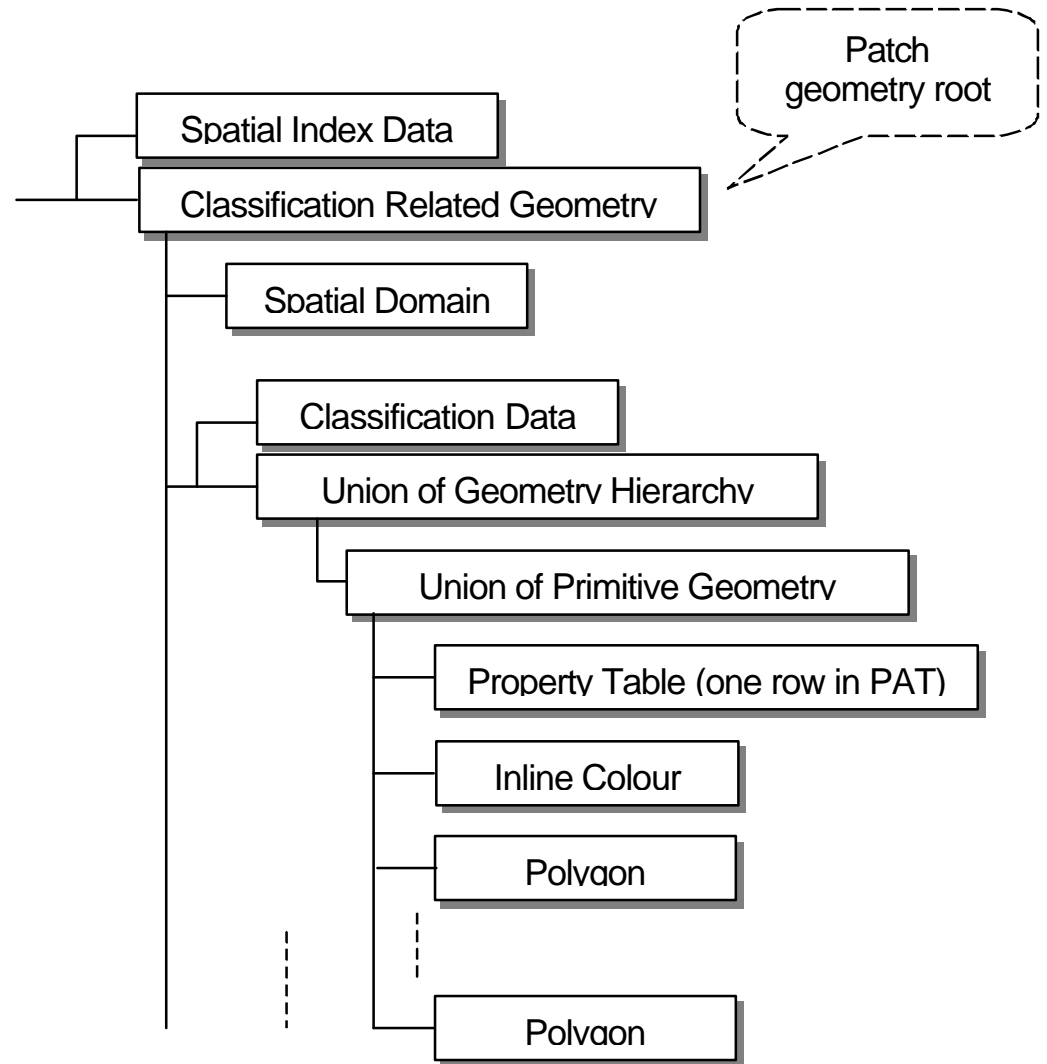 Patch
geometry root
Spatial Index Data
Classification Related Geometry
Spatial Domain
Classification Data
Union of Geometry Hierarchy
Union of Primitive Geometry
Property Table (one row in PAT)
Inline Colour
Polygon
Polygon